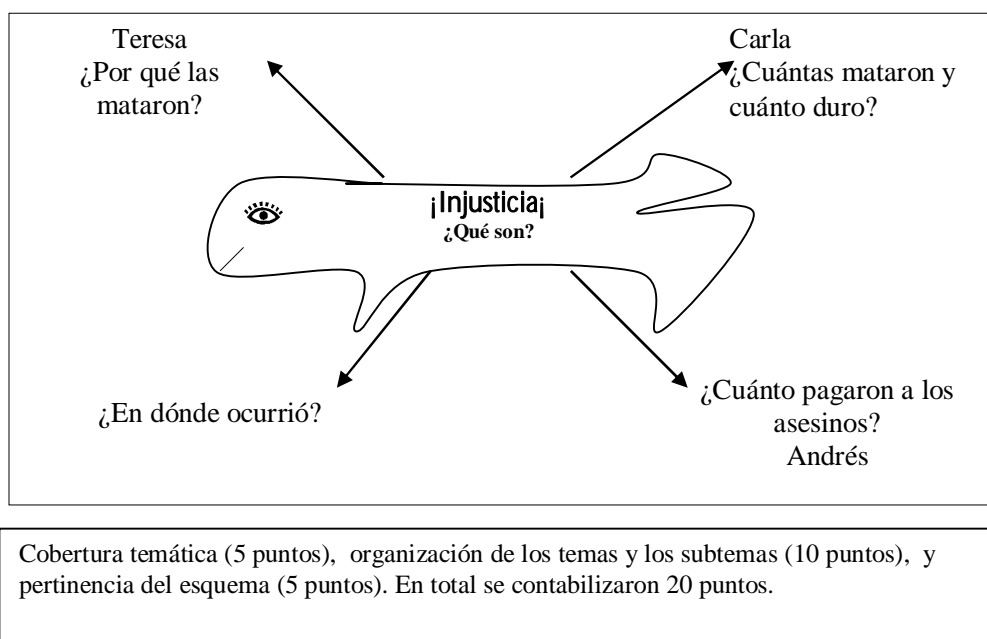 Teresa
¿Por qué las
mataron?
Carla
¿Cuántas mataron y
cuánto duro?
¡Injusticia¡
¿Qué son?
¿En dónde ocurrió?
¿Cuánto pagaron a los
asesinos?
Andrés
Cobertura temática (5 puntos), organización de los temas y los subtemas (10 puntos), y
pertinencia del esquema (5 puntos). En total se contabilizaron 20 puntos.